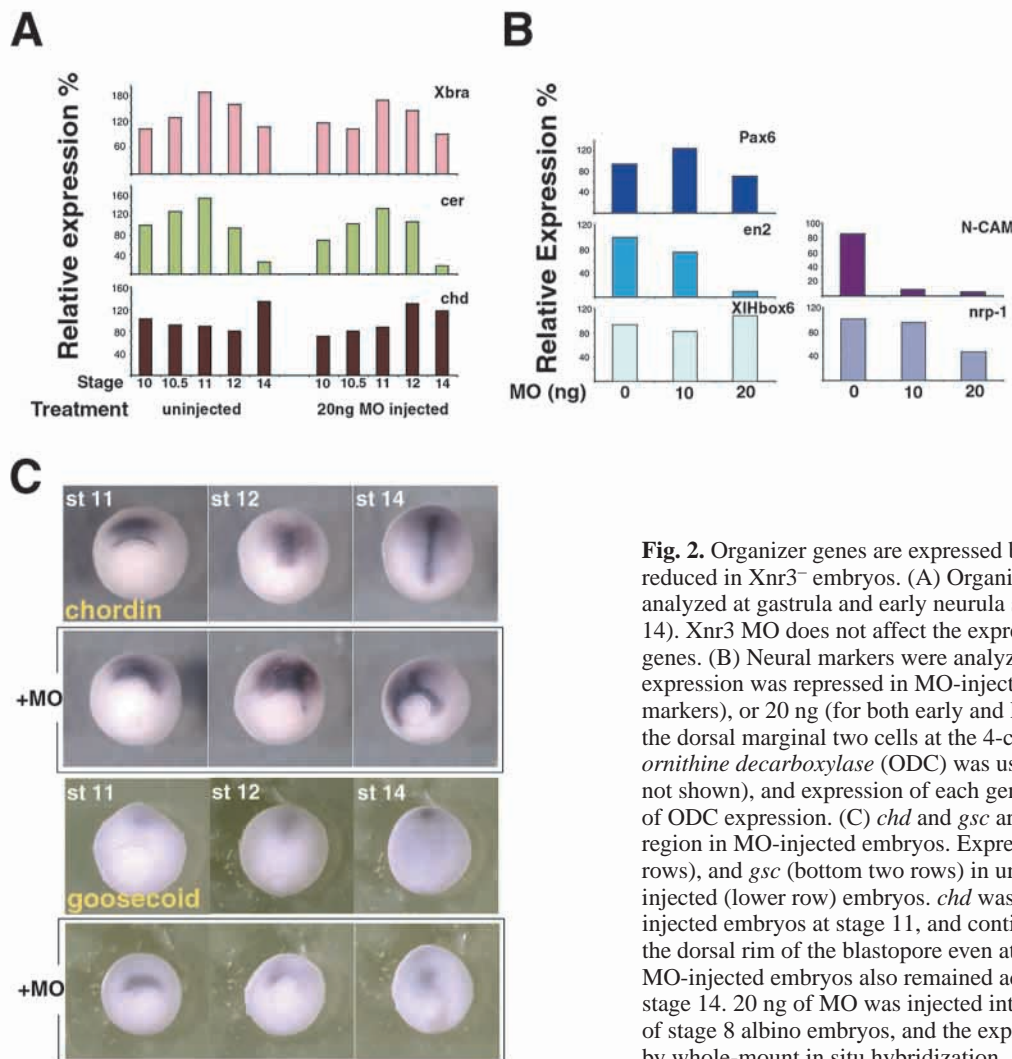 A
Relative expression %
Xbra
180
120
60
cer
160
120
80
40
chd
160
120
80
40
Stage 10 10.5 11 12 14 10 10.5 11 12 14
Treatment uninjected 20ng MO injected
B
Relative Expression %
Pax6
120
80
40
en2
120
80
40
XIHbox6
120
80
40
N-CAM
100
80
60
40
20
nrp-1
120
80
40
MO (ng) 0 10 20 0 10 20
C
st 11 st 12 st 14
chordin
+MO
st 11 st 12 st 14
goosecoid
+MO
Fig. 2. Organizer genes are expressed b
reduced in Xnr3– embryos. (A) Organi
analyzed at gastrula and early neurula
14). Xnr3 MO does not affect the expre
genes. (B) Neural markers were analyz
expression was repressed in MO-inject
markers), or 20 ng (for both early and
the dorsal marginal two cells at the 4-c
ornithine decarboxylase (ODC) was us
not shown), and expression of each gen
of ODC expression. (C) chd and gsc an
region in MO-injected embryos. Expre
rows), and gsc (bottom two rows) in un
injected (lower row) embryos. chd was
injected embryos at stage 11, and conti
the dorsal rim of the blastopore even at
MO-injected embryos also remained ac
stage 14. 20 ng of MO was injected int
of stage 8 albino embryos, and the exp
by whole-mount in situ hybridization